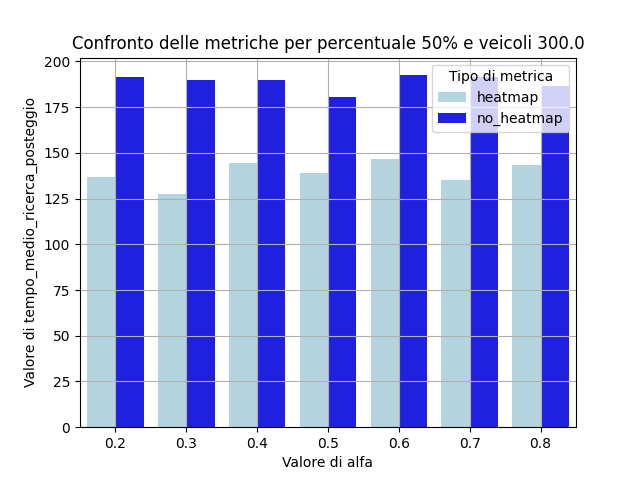 Confronto delle metriche per percentuale 50% e veicoli 300.0
Valore di tempo_medio_ricerca_posteggio
200
175
150
125
100
75
50
25
0
Tipo di metrica
heatmap
no_heatmap
0.2 0.3 0.4 0.5 0.6 0.7 0.8
Valore di alfa